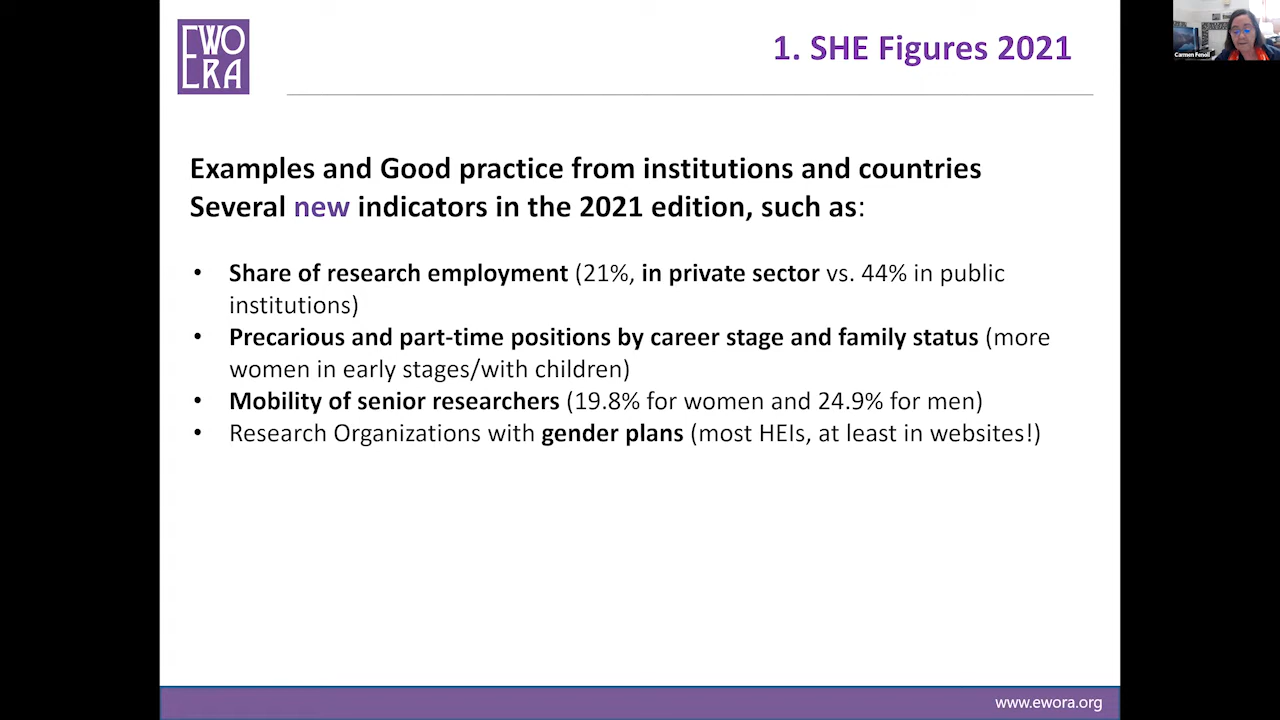 EWO
ERA
1. SHE Figures 2021
Carmen Fenoll
Examples and Good practice from institutions and countries
Several new indicators in the 2021 edition, such as:
• Share of research employment (21%, in private sector vs. 44% in public
institutions)
• Precarious and part-time positions by career stage and family status (more
women in early stages/with children)
• Mobility of senior researchers (19.8% for women and 24.9% for men)
• Research Organizations with gender plans (most HEIs, at least in websites!)
www.ewora.org